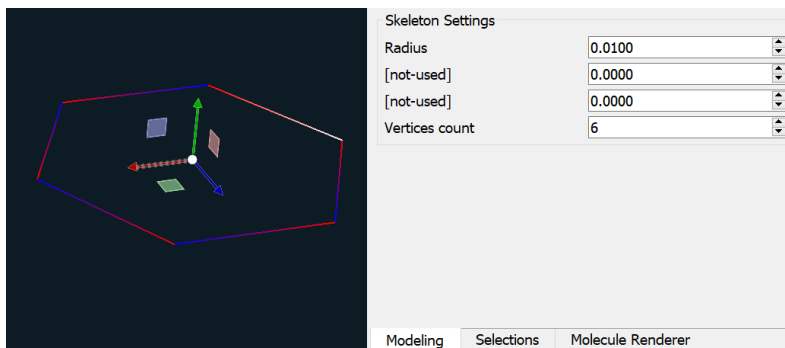 Skeleton Settings
Radius 0.0100
[not-used] 0.0000
[not-used] 0.0000
Vertices count 6
Modeling Selections Molecule Renderer